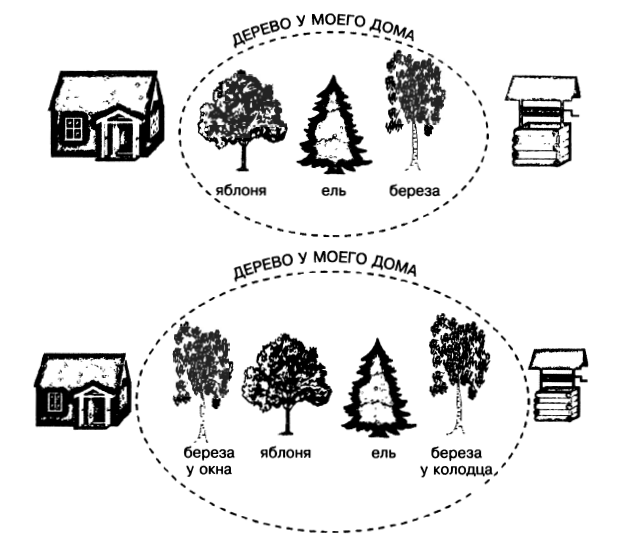 ДЕРЕВО У МОЕГО ДОМА
яблоня ель береза
ДЕРЕВО У МОЕГО ДОМА
береза у окна яблоня ель береза у колодца